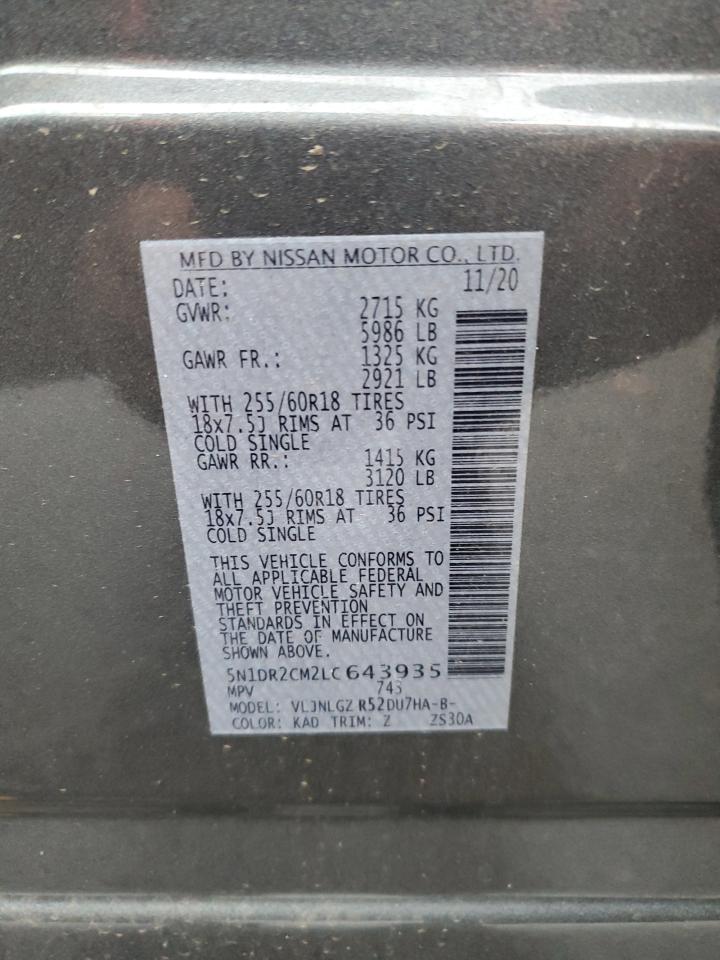 MFD BY NISSAN MOTOR CO., LTD.
DATE: 11/20
GVWR: 2715 KG
5986 LB
GAWR FR.: 1325 KG
2921 LB
WITH 255/60R18 TIRES
18x7.5J RIMS AT 36 PSI
COLD SINGLE
GAWR RR.: 1415 KG
3120 LB
WITH 255/60R18 TIRES
18x7.5J RIMS AT 36 PSI
COLD SINGLE
THIS VEHICLE CONFORMS TO
ALL APPLICABLE FEDERAL
MOTOR VEHICLE SAFETY AND
THEFT PREVENTION
STANDARDS IN EFFECT ON
THE DATE OF MANUFACTURE
SHOWN ABOVE.
5N1DR2CM2LC643935
MPV 743
MODEL: VLJNLGZ R52DU7HA-B-
COLOR: KAD TRIM: Z ZS30A